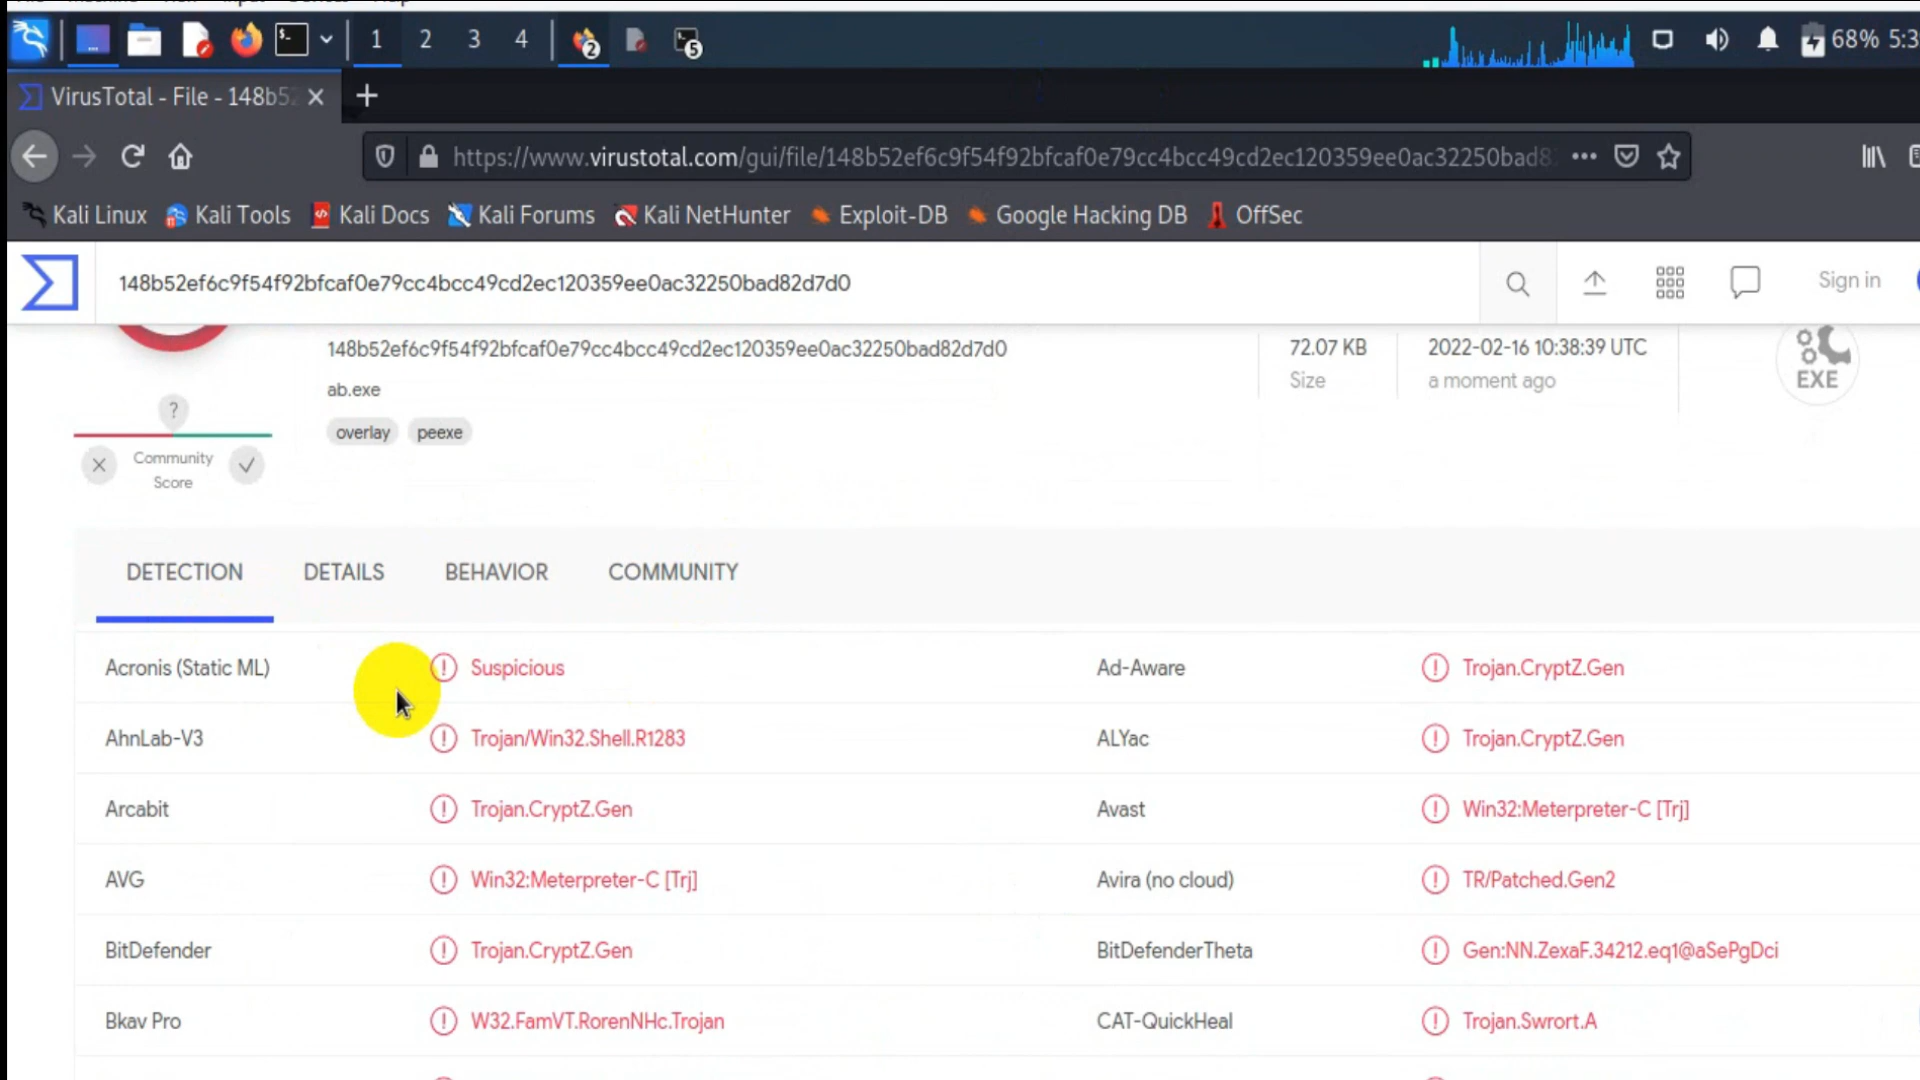 1 2 3 4 2 5 68% 5:3
VirusTotal - File - 148b52
https://www.virustotal.com/gui/file/148b52ef6c9f54f92bfcaf0e79cc4bcc49cd2ec120359ee0ac32250bad8
Kali Linux Kali Tools Kali Docs Kali Forums Kali NetHunter Exploit-DB Google Hacking DB OffSec
148b52ef6c9f54f92bfcaf0e79cc4bcc49cd2ec120359ee0ac32250bad82d7d0
Sign in
148b52ef6c9f54f92bfcaf0e79cc4bcc49cd2ec120359ee0ac32250bad82d7d0 72.07 KB 2022-02-16 10:38:39 UTC
Size a moment ago
EXE
ab.exe
?
overlay peexe
Community
Score
DETECTION DETAILS BEHAVIOR COMMUNITY
Acronis (Static ML) Suspicious Ad-Aware Trojan.CryptZ.Gen
AhnLab-V3 Trojan/Win32.Shell.R1283 ALYac Trojan.CryptZ.Gen
Arcabit Trojan.CryptZ.Gen Avast Win32:Meterpreter-C [Trj]
AVG Win32:Meterpreter-C [Trj] Avira (no cloud) TR/Patched.Gen2
BitDefender Trojan.CryptZ.Gen BitDefenderTheta Gen:NN.ZexaF.34212.eq1@aSePgDci
Bkav Pro W32.FamVT.RorenNHc.Trojan CAT-QuickHeal Trojan.Swrort.A